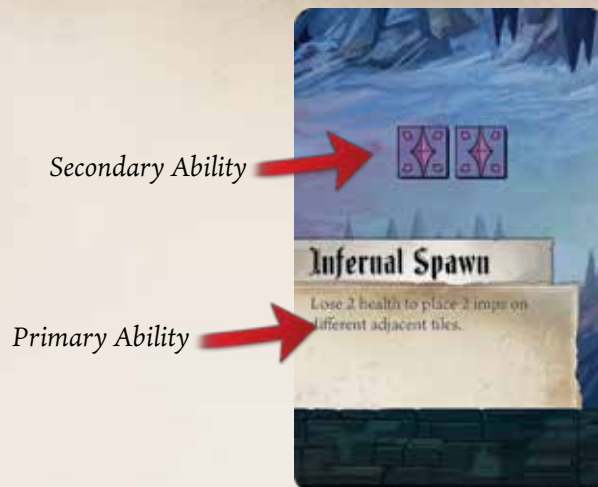 Secondary Ability
Infernal Spawn
Lose 2 health to place 2 imps on
different adjacent tiles.
Primary Ability